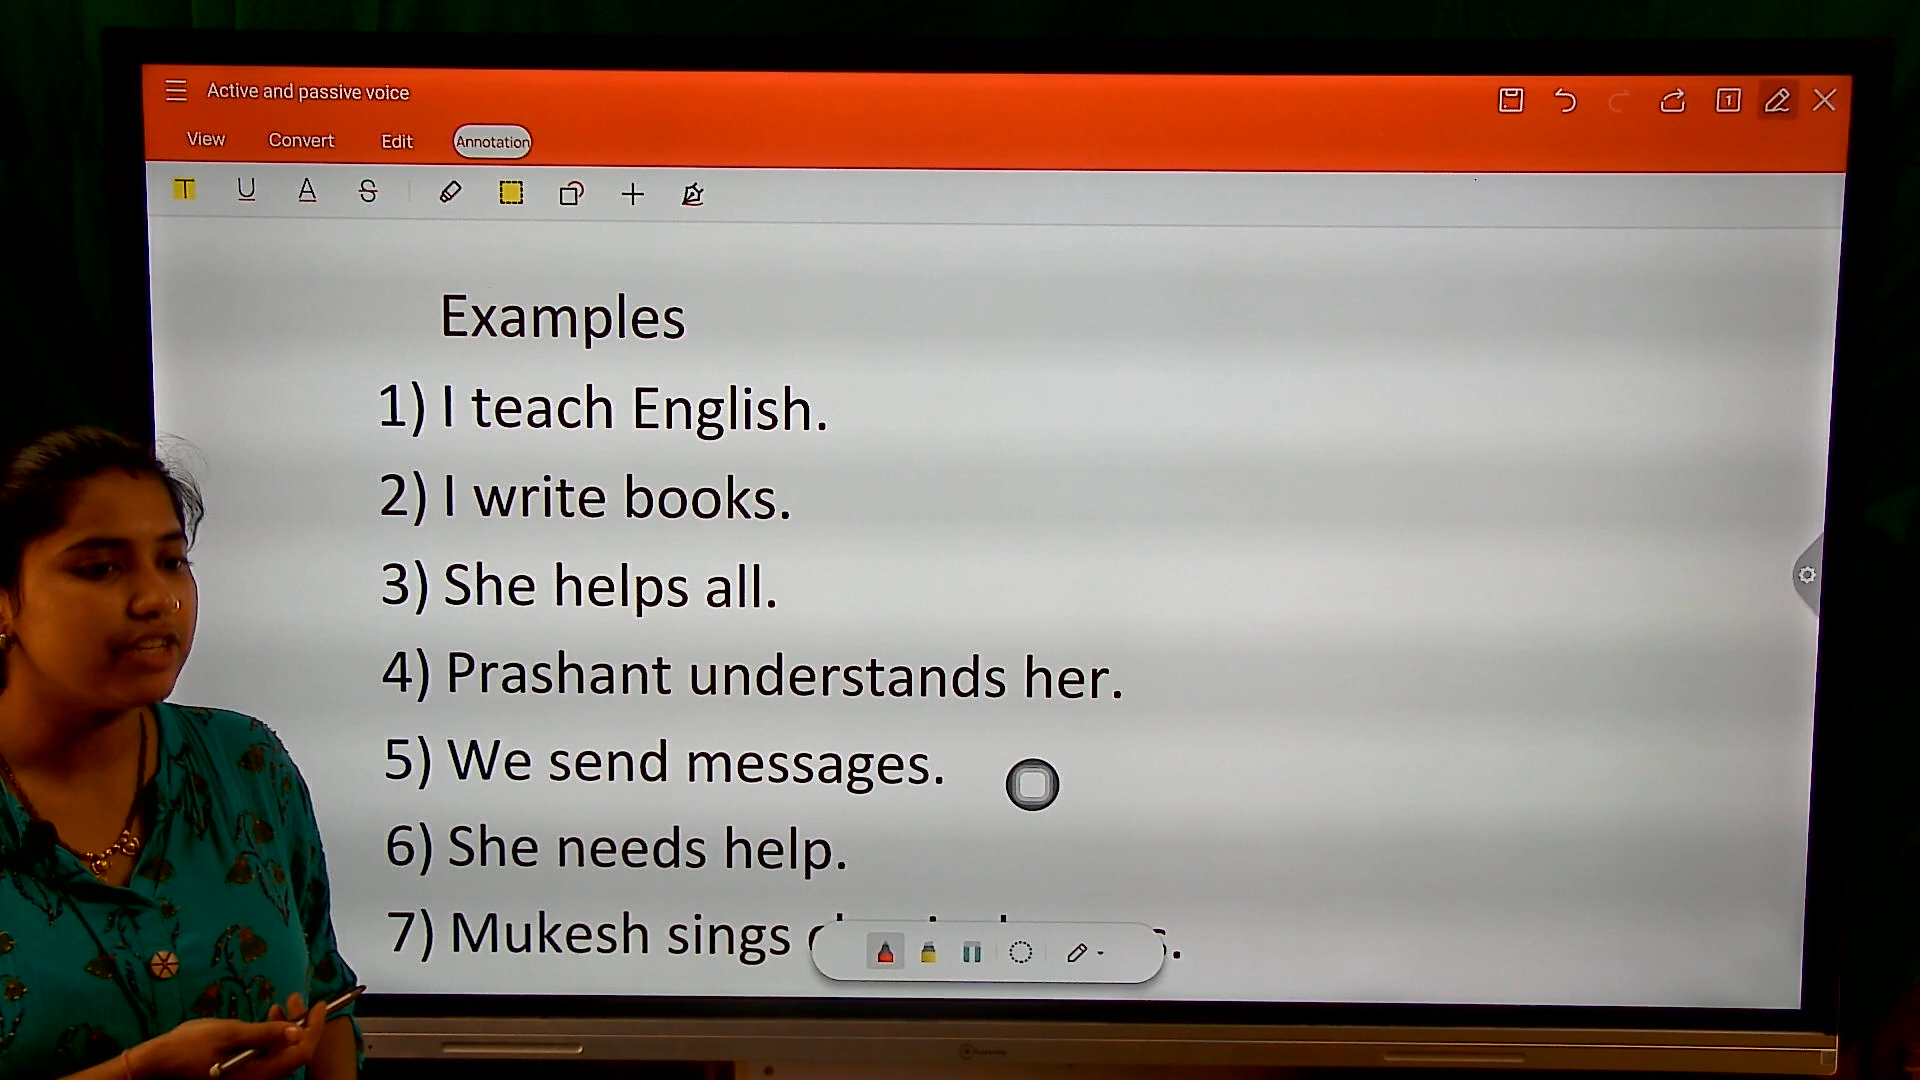 Active and passive voice
1
View Convert Edit Annotation
T U A S
Examples
1) I teach English.
2) I write books.
3) She helps all.
4) Prashant understands her.
5) We send messages.
6) She needs help.
7) Mukesh sings